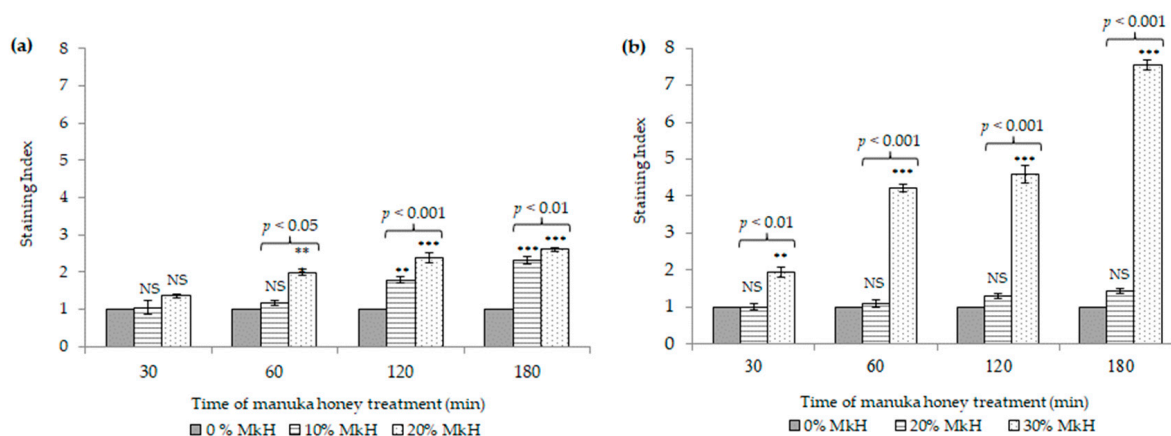 (a)
8
7
6
5
4
3
2
1
0
Staining Index
NS
NS
p < 0.05
NS
**
p < 0.001
**
***
p < 0.01
***
***
30
60
120
180
Time of manuka honey treatment (min)
0 % MkH
10% MkH
20% MkH
(b)
8
7
6
5
4
3
2
1
0
Staining Index
p < 0.01
NS
**
p < 0.001
NS
***
p < 0.001
NS
***
p < 0.001
NS
***
30
60
120
180
Time of manuka honey treatment (min)
0% MkH
20% MkH
30% MkH